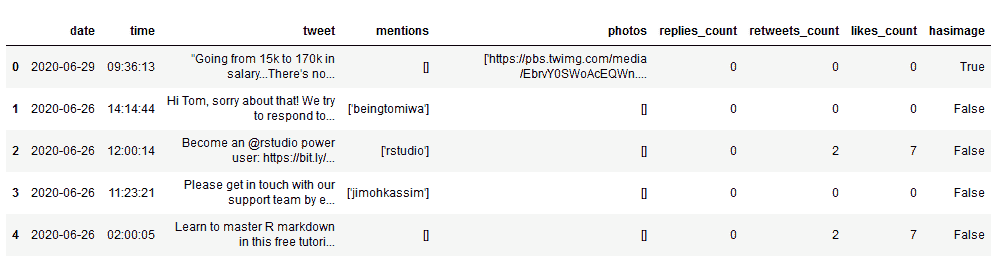 date time tweet mentions photos replies_count retweets_count likes_count hasimage
0 2020-06-29 09:36:13 "Going from 15k to 170k in salary...There's no... [] ['https://pbs.twimg.com/media/EbrvY0SWoAcEQWn.... 0 0 0 True
1 2020-06-26 14:14:44 Hi Tom, sorry about that! We try to respond to... ['beingtomiwa'] [] 0 0 0 False
2 2020-06-26 12:00:14 Become an @rstudio power user: https://bit.ly/... ['rstudio'] [] 0 2 7 False
3 2020-06-26 11:23:21 Please get in touch with our support team by e... ['jimohkassim'] [] 0 0 0 False
4 2020-06-26 02:00:05 Learn to master R markdown in this free tutori... [] [] 0 2 7 False